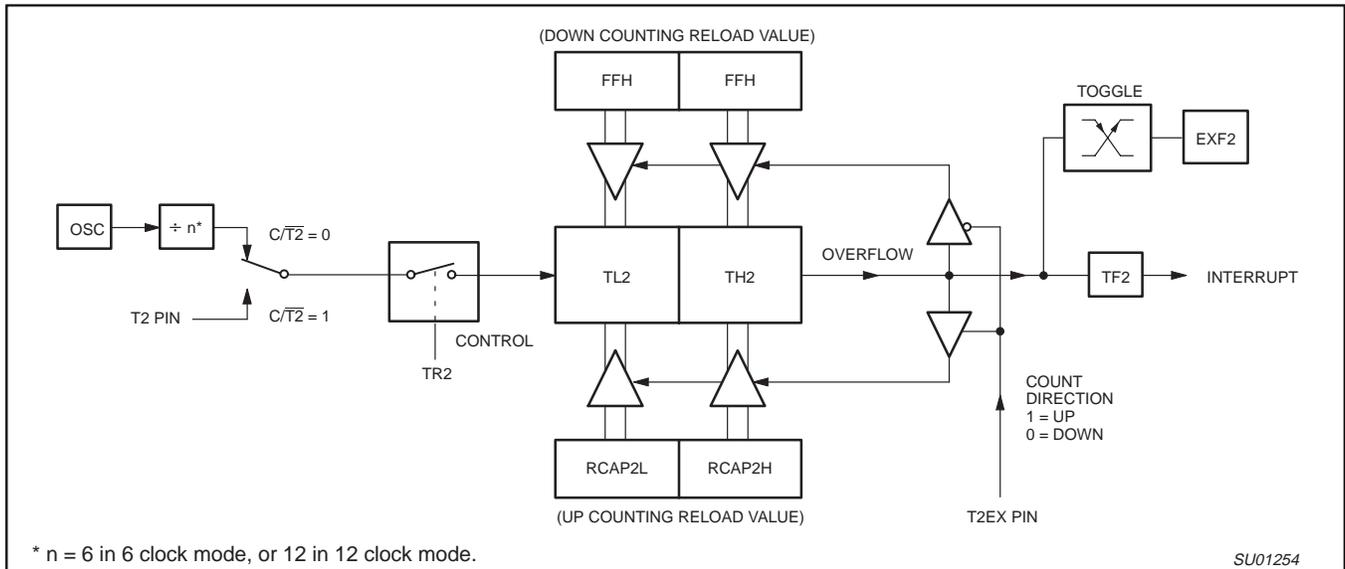 (DOWN COUNTING RELOAD VALUE)
FFH
FFH
TOGGLE
EXF2
OSC
÷ n*
C/T̅2̅ = 0
T2 PIN
C/T̅2̅ = 1
CONTROL
TR2
TL2
TH2
OVERFLOW
TF2
INTERRUPT
COUNT
DIRECTION
1 = UP
0 = DOWN
RCAP2L
RCAP2H
(UP COUNTING RELOAD VALUE)
T2EX PIN
* n = 6 in 6 clock mode, or 12 in 12 clock mode.
SU01254